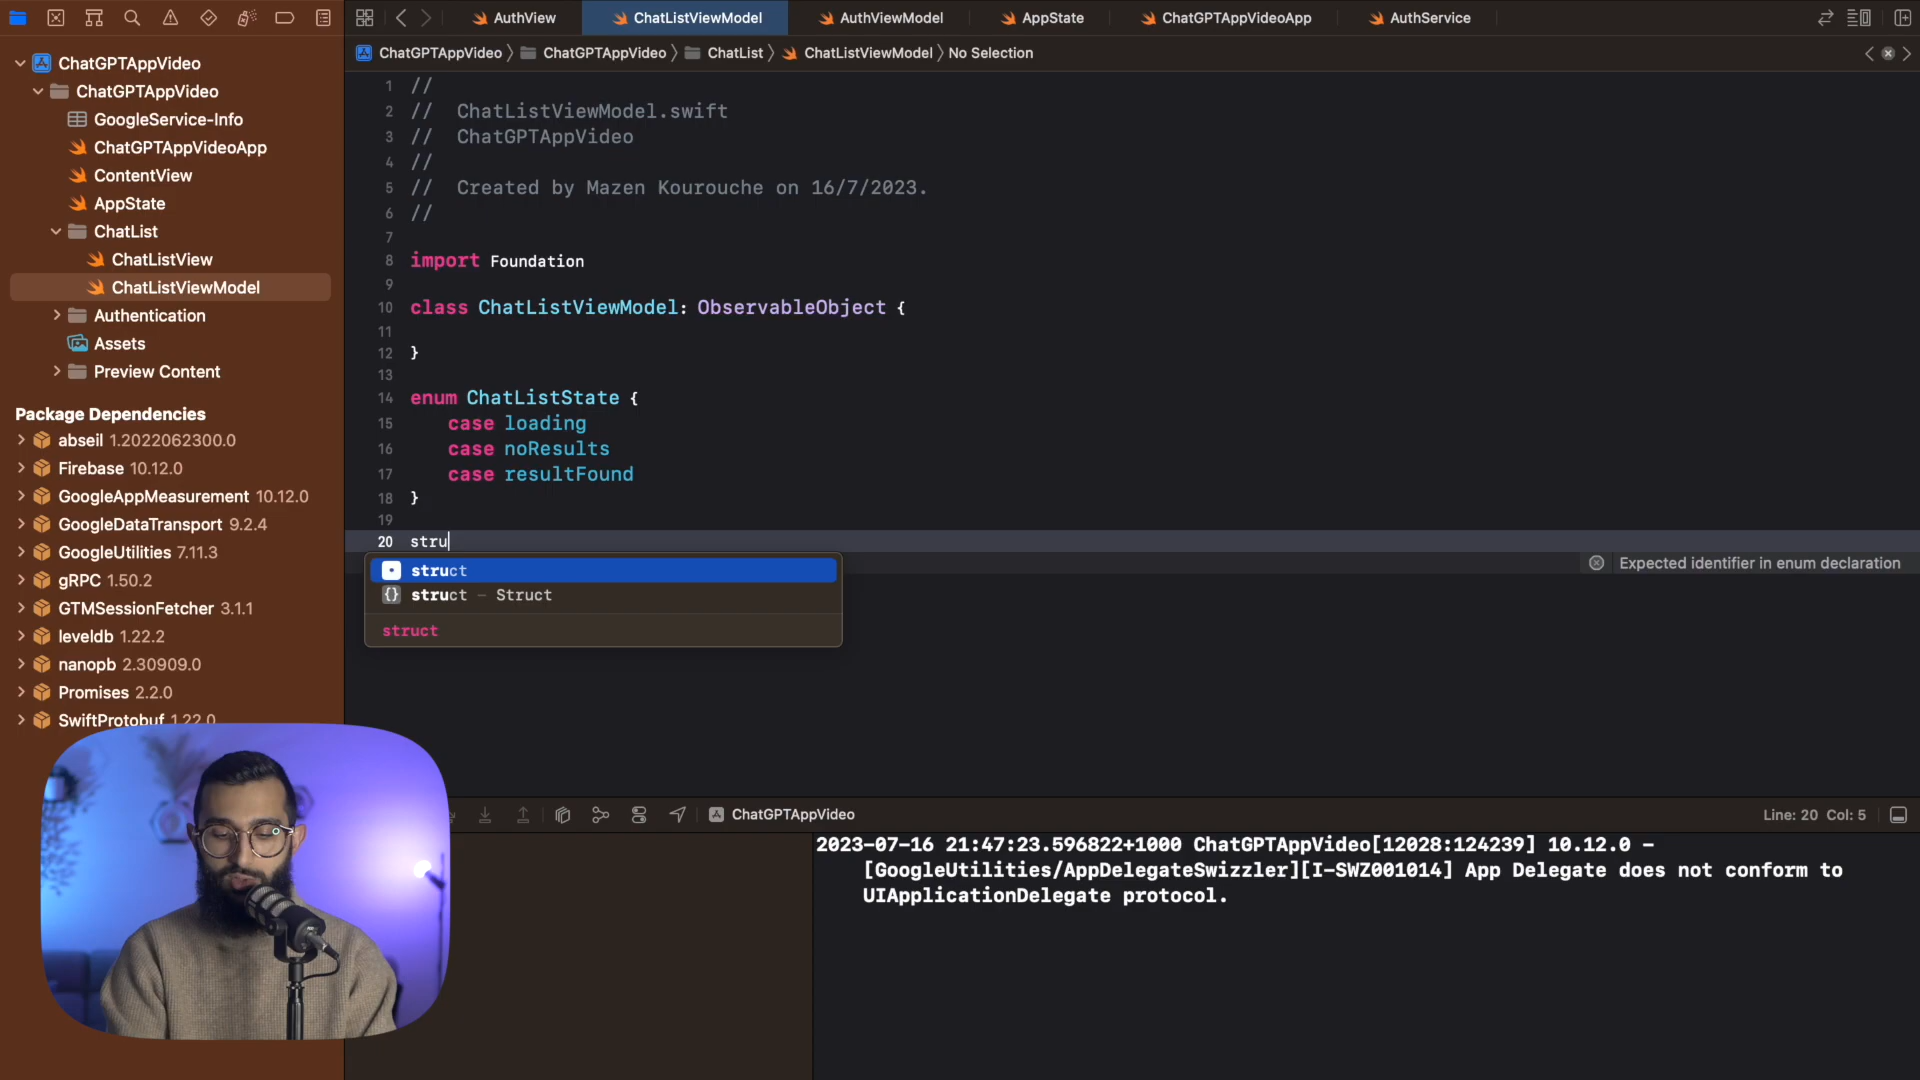 AuthView
ChatListViewModel
AuthViewModel
AppState
ChatGPTAppVideoApp
AuthService
ChatGPTAppVideo
ChatGPTAppVideo
GoogleService-Info
ChatGPTAppVideoApp
ContentView
AppState
ChatList
ChatListView
ChatListViewModel
Authentication
Assets
Preview Content
Package Dependencies
abseil 1.2022062300.0
Firebase 10.12.0
GoogleAppMeasurement 10.12.0
GoogleDataTransport 9.2.4
GoogleUtilities 7.11.3
gRPC 1.50.2
GTMSessionFetcher 3.1.1
leveldb 1.22.2
nanopb 2.30909.0
Promises 2.2.0
SwiftProtobuf 1.22.0
ChatGPTAppVideo 〉 ChatGPTAppVideo 〉 ChatList 〉 ChatListViewModel 〉 No Selection
1 //
2 //  ChatListViewModel.swift
3 //  ChatGPTAppVideo
4 //
5 //  Created by Mazen Kourouche on 16/7/2023.
6 //
7
8 import Foundation
9
10 class ChatListViewModel: ObservableObject {
11
12 }
13
14 enum ChatListState {
15     case loading
16     case noResults
17     case resultFound
18 }
19
20 stru
Expected identifier in enum declaration
struct
{} struct – Struct
struct
ChatGPTAppVideo
Line: 20 Col: 5
2023-07-16 21:47:23.596822+1000 ChatGPTAppVideo[12028:124239] 10.12.0 -
[GoogleUtilities/AppDelegateSwizzler][I-SWZ001014] App Delegate does not conform to
UIApplicationDelegate protocol.